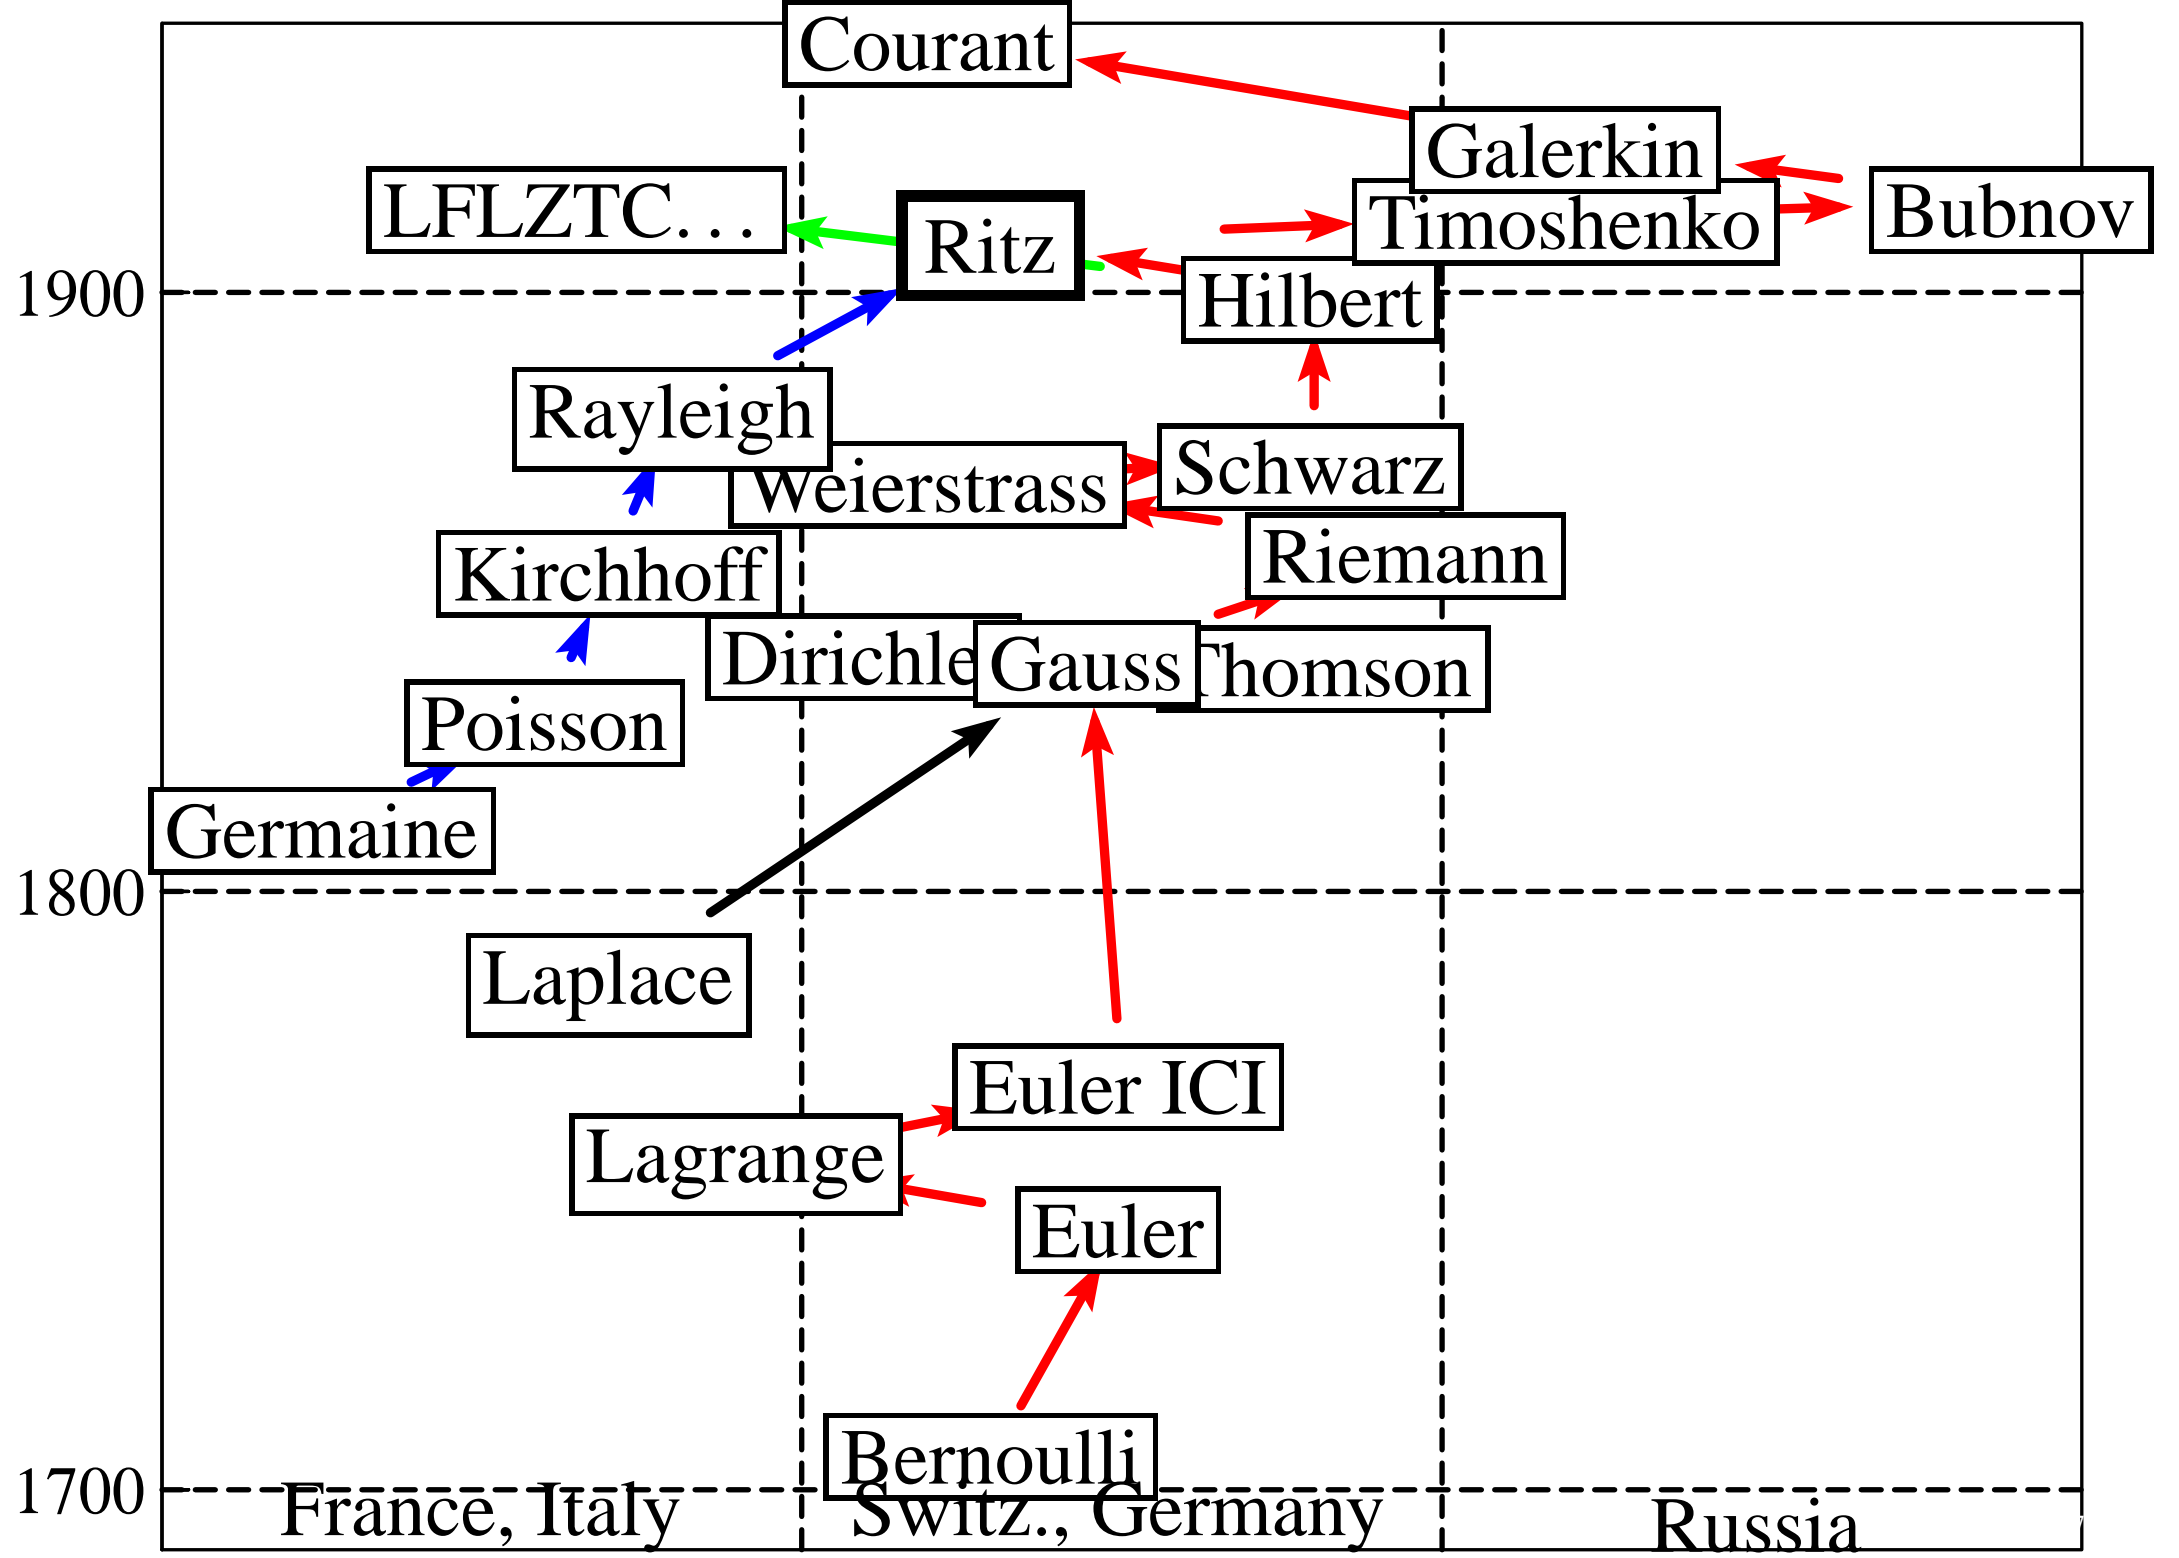 Courant
Galerkin
LFLZTC...
Ritz
Timoshenko
Bubnov
1900
Hilbert
Rayleigh
Weierstrass
Schwarz
Kirchhoff
Riemann
Dirichle
Gauss
Thomson
Poisson
Germaine
1800
Laplace
Euler ICI
Lagrange
Euler
Bernoulli
1700
France, Italy
Switz., Germany
Russia